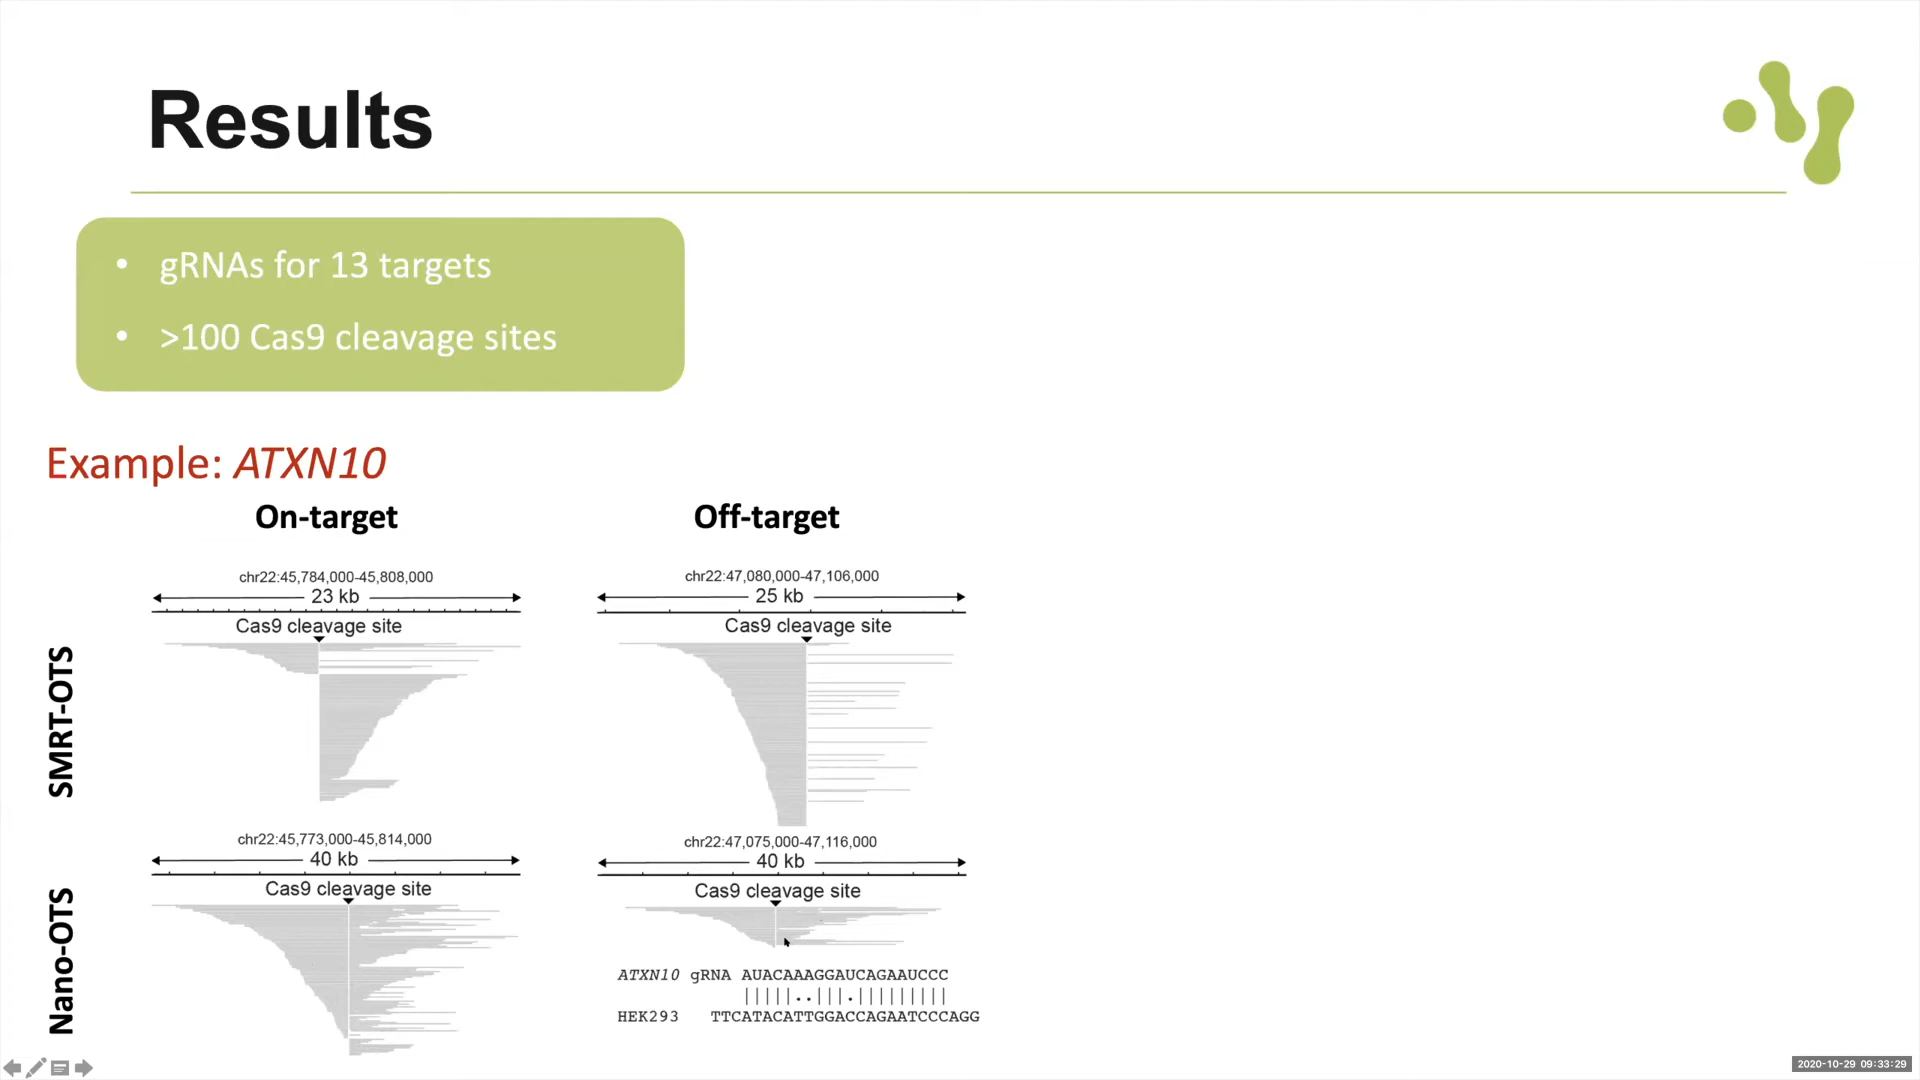 Results
• gRNAs for 13 targets
• >100 Cas9 cleavage sites
Example: ATXN10
On-target
Off-target
SMRT-OTS
chr22:45,784,000-45,808,000
23 kb
Cas9 cleavage site
chr22:47,080,000-47,106,000
25 kb
Cas9 cleavage site
Nano-OTS
chr22:45,773,000-45,814,000
40 kb
Cas9 cleavage site
chr22:47,075,000-47,116,000
40 kb
Cas9 cleavage site
ATXN10 gRNA AUACAAAGGAUCAGAAUCCC
|||||..|||.|||||||||
HEK293 TTCATACATTGGACCAGAATCCCAGG
2020-10-29 09:33:29